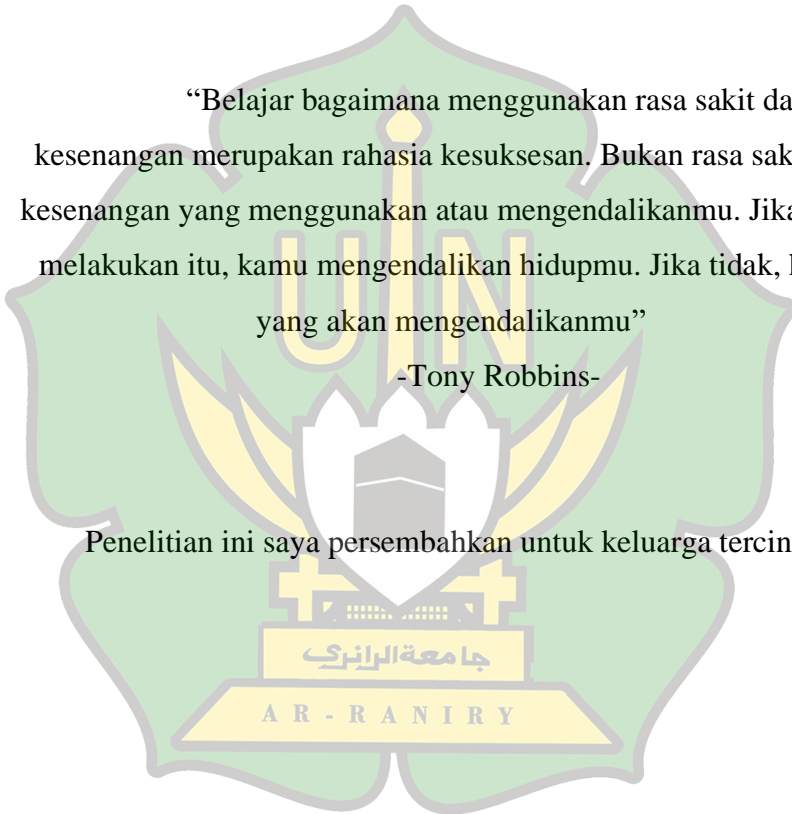 “Belajar bagaimana menggunakan rasa sakit da
kesenangan merupakan rahasia kesuksesan. Bukan rasa sak
kesenangan yang menggunakan atau mengendalikanmu. Jika
melakukan itu, kamu mengendalikan hidupmu. Jika tidak,
yang akan mengendalikanmu”
-Tony Robbins-
Penelitian ini saya persembahkan untuk keluarga tercin
UIN
جامعة الرانري
AR-RANIRY